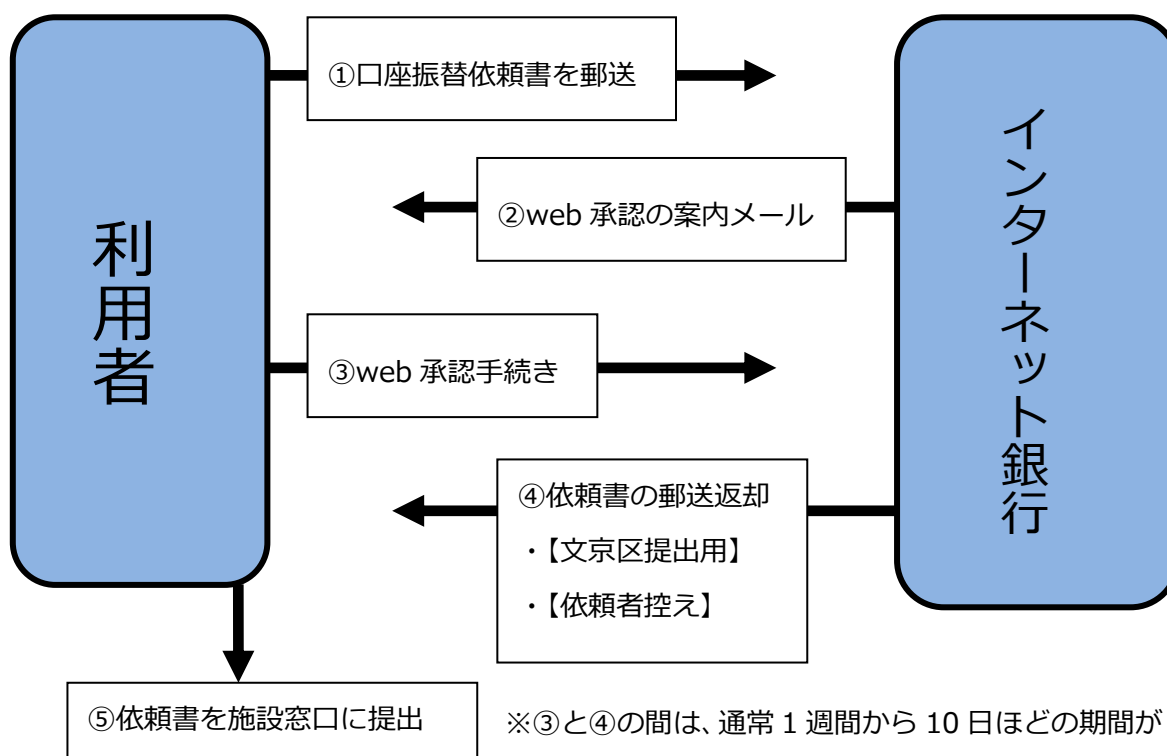 利用者
①口座振替依頼書を郵送
インターネット銀行
②web 承認の案内メール
③web 承認手続き
④依頼書の郵送返却
・【文京区提出用】
・【依頼者控え】
⑤依頼書を施設窓口に提出
※③と④の間は、通常 1 週間から 10 日ほどの期間が